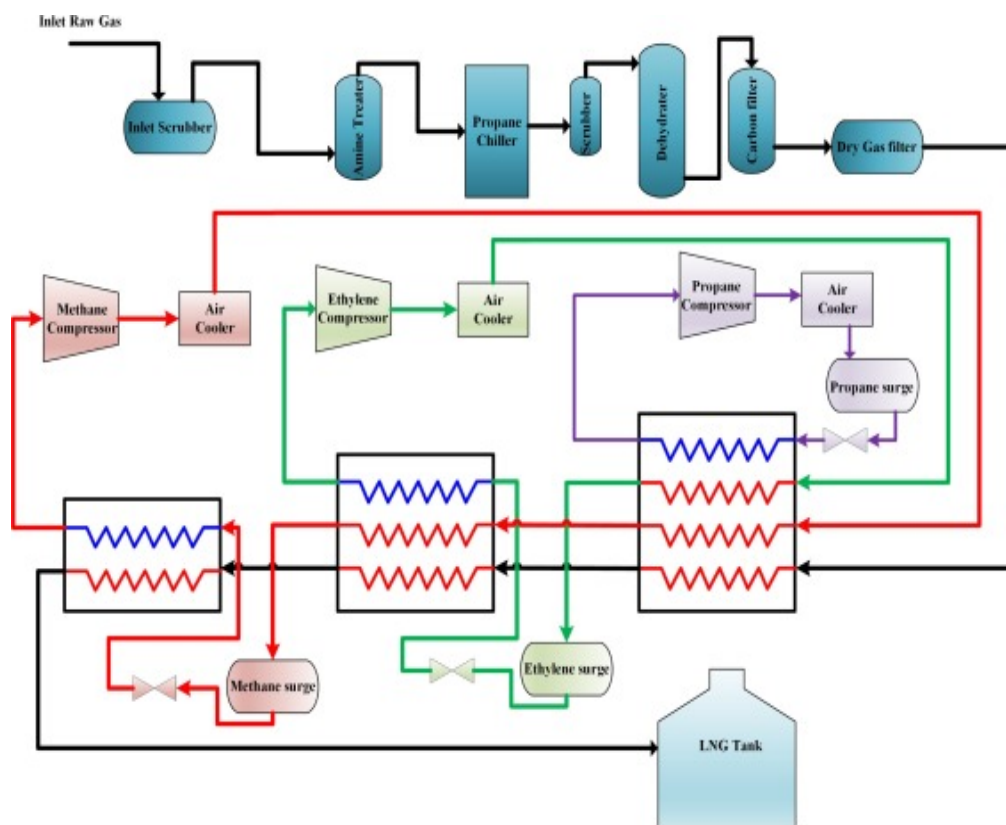 Inlet Raw Gas
Inlet Scrubber
Amine Treater
Propane
Chiller
Scrubber
Dehydrater
Carbon filter
Dry Gas filter
Methane
Compressor
Air
Cooler
Ethylene
Compressor
Air
Cooler
Propane
Compressor
Air
Cooler
Propane surge
Methane surge
Ethylene surge
LNG Tank